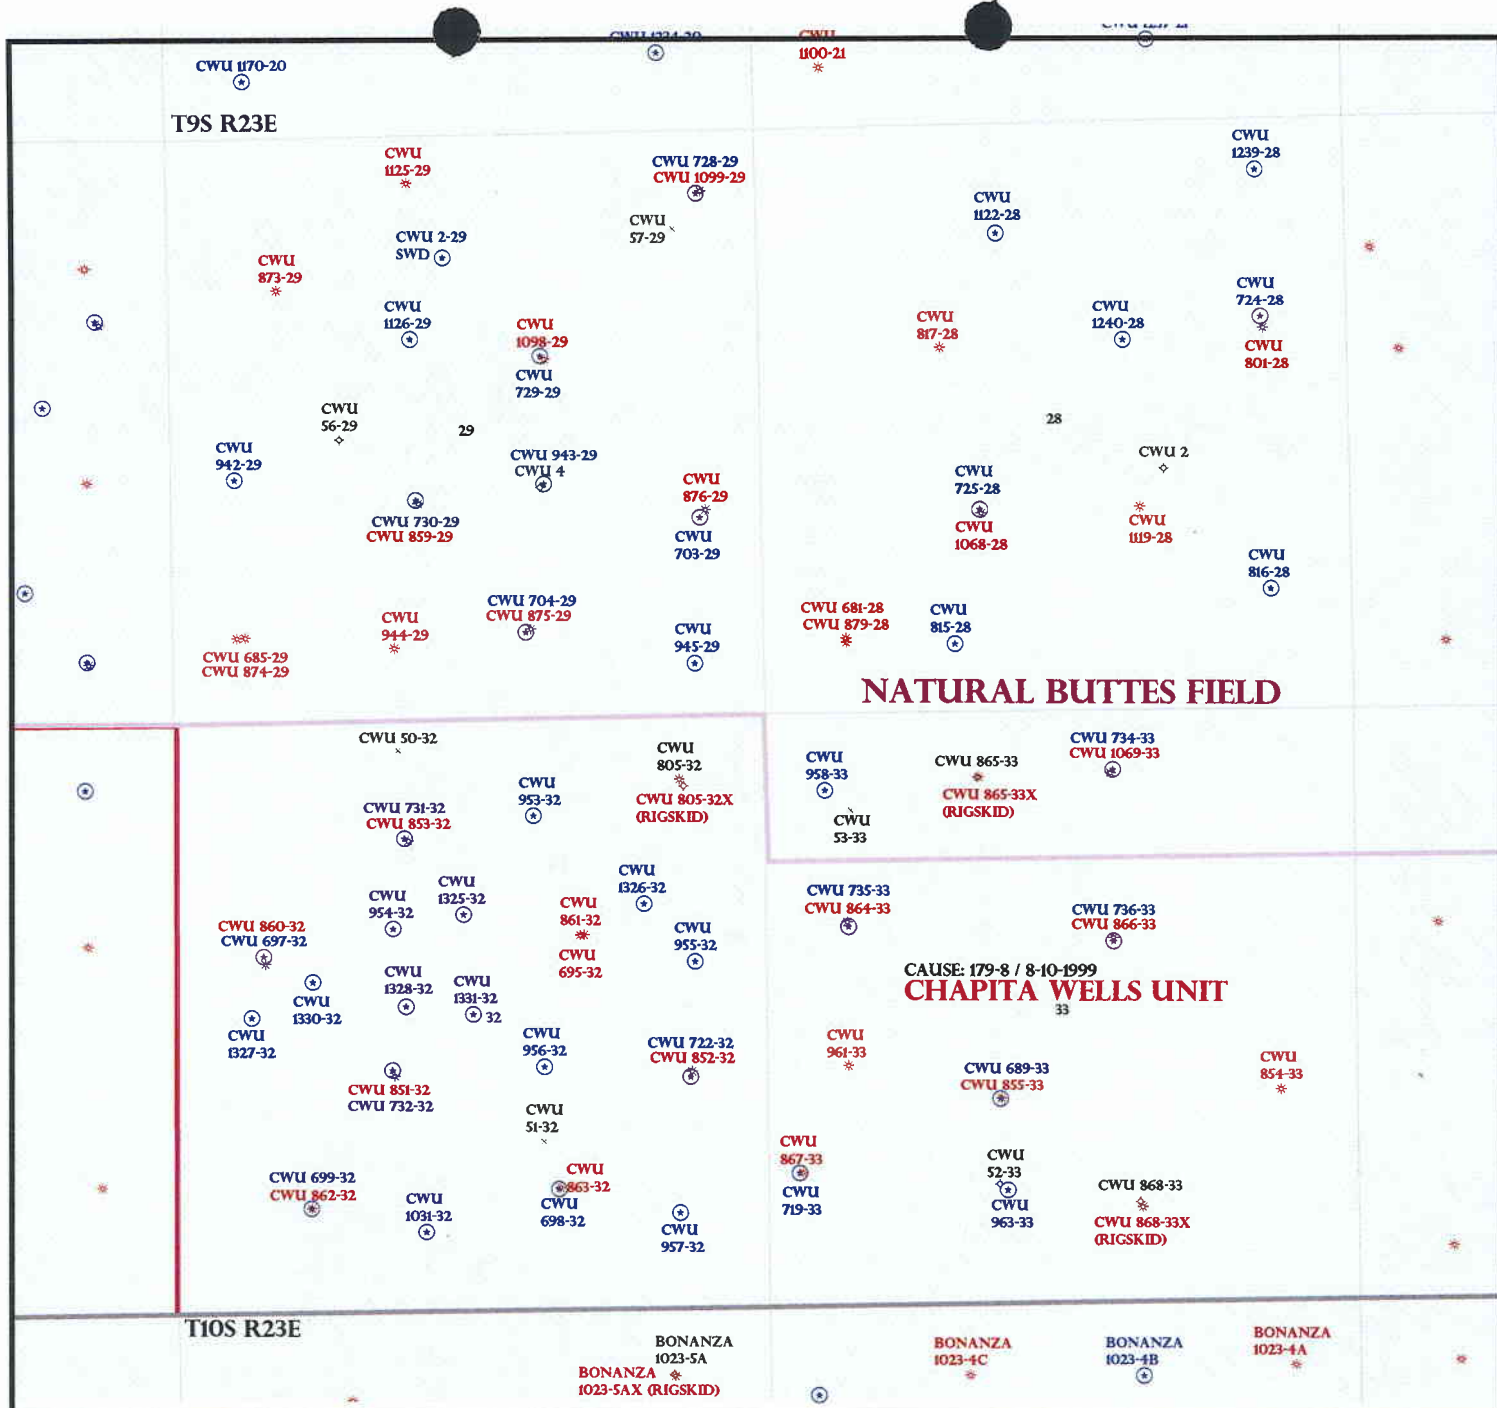 CWU 1234-20
CWU
1100-21
CWU 1170-20
T9S R23E
CWU
1125-29
CWU 728-29
CWU 1099-29
CWU
57-29
CWU
1239-28
CWU
1122-28
CWU 2-29
SWD
CWU
873-29
CWU
1126-29
CWU
1098-29
CWU
729-29
CWU
817-28
CWU
1240-28
CWU
724-28
CWU
801-28
CWU
56-29
29
28
CWU
942-29
CWU 943-29
CWU 4
CWU
876-29
CWU
703-29
CWU 730-29
CWU 859-29
CWU 2
CWU
725-28
CWU
1068-28
CWU
1119-28
CWU
816-28
CWU 704-29
CWU 875-29
CWU
944-29
CWU
945-29
CWU 685-29
CWU 874-29
CWU 681-28
CWU 879-28
CWU
815-28
NATURAL BUTTES FIELD
CWU 50-32
CWU
805-32
CWU 805-32X
(RIGSKID)
CWU
953-32
CWU 731-32
CWU 853-32
CWU
958-33
CWU
53-33
CWU 865-33
CWU 865-33X
(RIGSKID)
CWU 734-33
CWU 1069-33
CWU
1326-32
CWU
1325-32
CWU
954-32
CWU
861-32
CWU
695-32
CWU
955-32
CWU 860-32
CWU 697-32
CWU 735-33
CWU 864-33
CWU 736-33
CWU 866-33
CAUSE: 179-8 / 8-10-1999
CHAPITA WELLS UNIT
33
CWU
1328-32
CWU
1331-32
32
CWU
1330-32
CWU
1327-32
CWU
956-32
CWU 722-32
CWU 852-32
CWU
961-33
CWU 689-33
CWU 855-33
CWU
854-33
CWU 851-32
CWU 732-32
CWU
51-32
CWU
867-33
CWU
719-33
CWU
52-33
CWU
963-33
CWU 868-33
CWU 868-33X
(RIGSKID)
CWU 699-32
CWU 862-32
CWU
863-32
CWU
698-32
CWU
1031-32
CWU
957-32
T10S R23E
BONANZA
1023-5A
BONANZA
1023-5AX (RIGSKID)
BONANZA
1023-4C
BONANZA
1023-4B
BONANZA
1023-4A